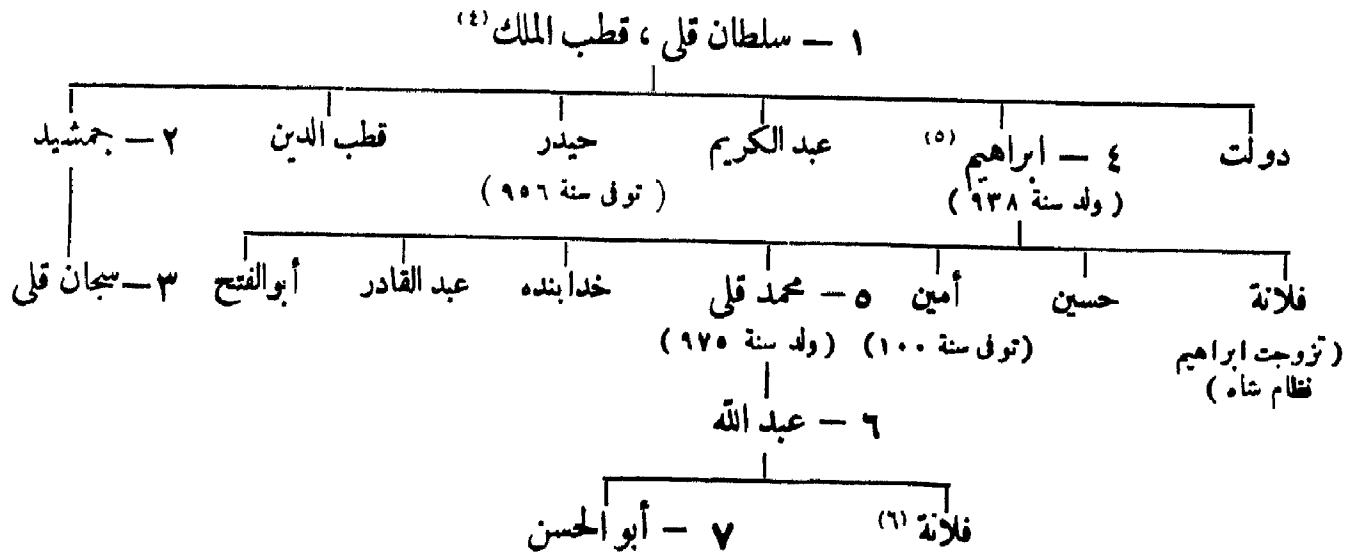 ١ — سلطان قلى ، قطب الملك (٤)
دولت ٤ — ابراهيم (٥) عبد الكريم حيدر قطب الدين ٢ — جمشيد
( ولد سنة ٩٣٨ ) ( توفى سنة ٩٥٦ )
فلانة حسين أمين ٥ — محمد قلى خدابنده عبد القادر أبوالفتح ٣ — سجان قلى
( تزوجت ابراهيم نظام شاه ) (توفى سنة ١٠٠) (ولد سنة ٩٧٥)
٦ — عبد الله
فلانة (٦) ٧ — أبو الحسن